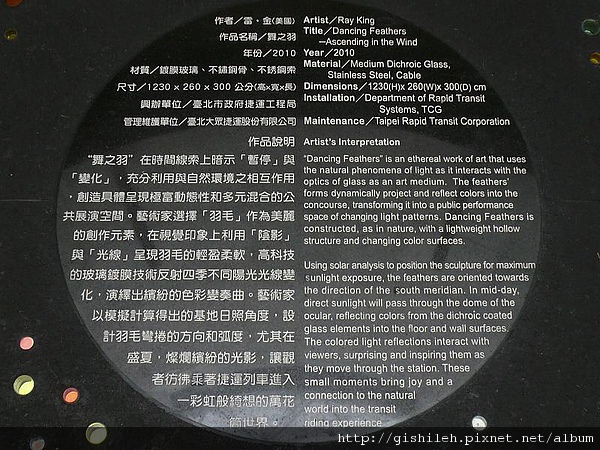 作者／雷・金(美國)
作品名稱／舞之羽
年份／2010
材質／鍍膜玻璃、不鏽鋼骨、不銹鋼索
尺寸／1230 x 260 x 300 公分(高×寬×長)
興辦單位／臺北市政府捷運工程局
管理維護單位／臺北大眾捷運股份有限公司
作品說明
"舞之羽"在時間線索上暗示「暫停」與
「變化」，充分利用與自然環境之相互作用
，創造具體呈現極富動態性和多元混合的公
共展演空間。藝術家選擇「羽毛」作為美麗
的創作元素，在視覺印象上利用「陰影」
與「光線」呈現羽毛的輕盈柔軟，高科技
的玻璃鍍膜技術反射四季不同陽光光線變
化，演繹出繽紛的色彩變奏曲。藝術家
以模擬計算得出的基地日照角度，設
計羽毛彎捲的方向和弧度，尤其在
盛夏，燦爛繽紛的光影，讓觀
者彷彿乘著捷運列車進入
一彩虹般綺想的萬花
筒世界。
Artist／Ray King
Title／Dancing Feathers
—Ascending in the Wind
Year／2010
Material／Medium Dichroic Glass,
Stainless Steel, Cable
Dimensions／1230(H)x 260(W)x 300(D) cm
Installation／Department of Rapid Transit
Systems, TCG
Maintenance／Taipei Rapid Transit Corporation
Artist's Interpretation
"Dancing Feathers" is an ethereal work of art that uses
the natural phenomena of light as it interacts with the
optics of glass as an art medium. The feathers'
forms dynamically project and reflect colors into the
concourse, transforming it into a public performance
space of changing light patterns. Dancing Feathers is
constructed, as in nature, with a lightweight hollow
structure and changing color surfaces.
Using solar analysis to position the sculpture for maximum
sunlight exposure, the feathers are oriented towards
the direction of the south meridian. In mid-day,
direct sunlight will pass through the dome of the
ocular, reflecting colors from the dichroic coated
glass elements into the floor and wall surfaces.
The colored light reflections interact with
viewers, surprising and inspiring them as
they move through the station. These
small moments bring joy and a
connection to the natural
world into the transit
riding experience
http://gishileh.pixnet.net/album